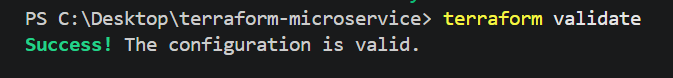 PS C:\Desktop\terraform-microservice> terraform validate
Success! The configuration is valid.